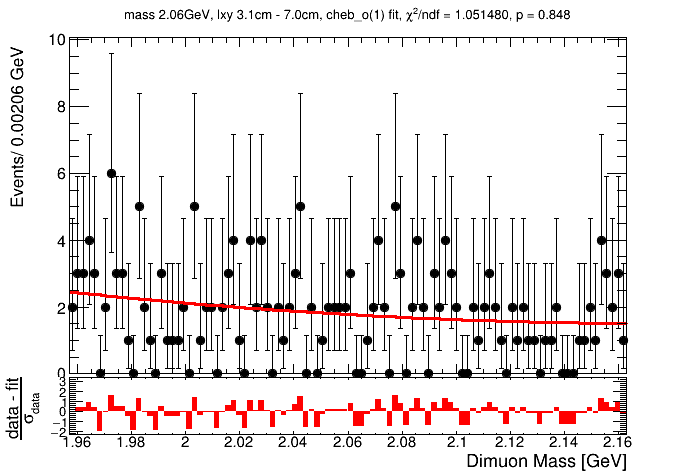 mass 2.06GeV, lxy 3.1cm - 7.0cm, cheb_o(1) fit, χ²/ndf = 1.051480, p = 0.848
Events/ 0.00206 GeV
10
8
6
4
2
0
data - fit
σdata
3
2
1
0
−1
−2
1.96 1.98 2 2.02 2.04 2.06 2.08 2.1 2.12 2.14 2.16
Dimuon Mass [GeV]